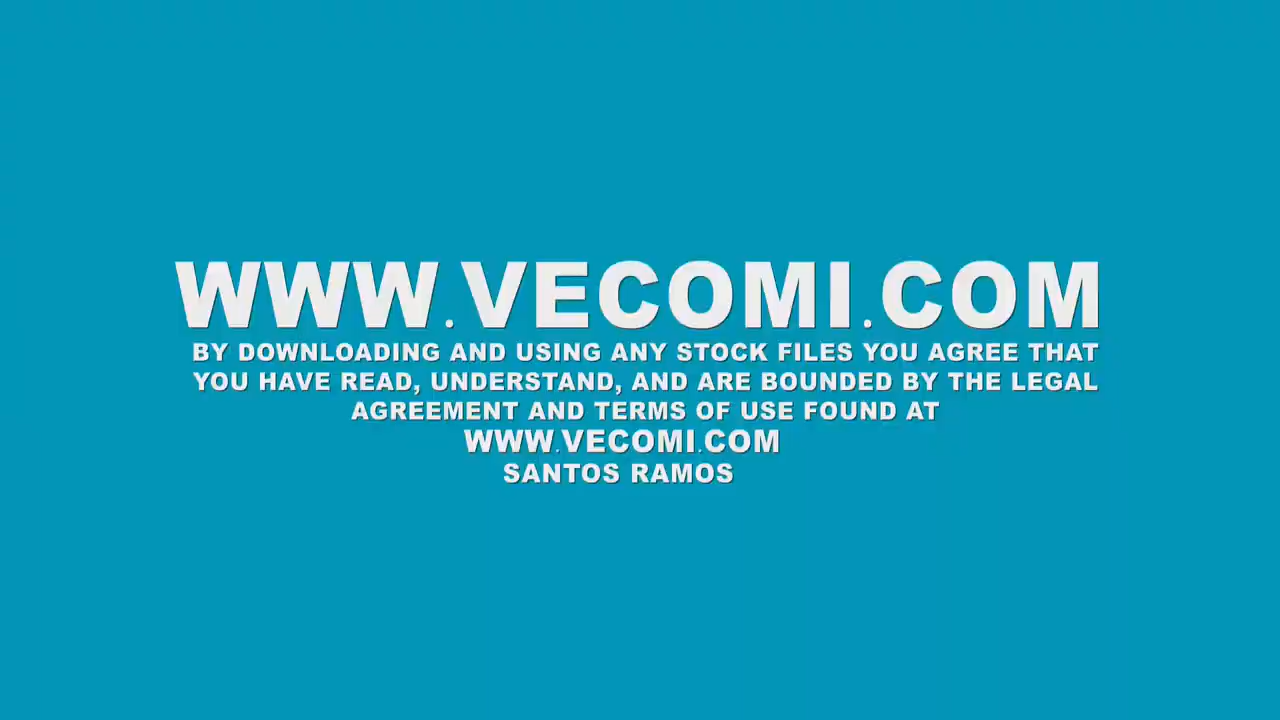 WWW.VECOMI.COM
BY DOWNLOADING AND USING ANY STOCK FILES YOU AGREE THAT
YOU HAVE READ, UNDERSTAND, AND ARE BOUNDED BY THE LEGAL
AGREEMENT AND TERMS OF USE FOUND AT
WWW.VECOMI.COM
SANTOS RAMOS